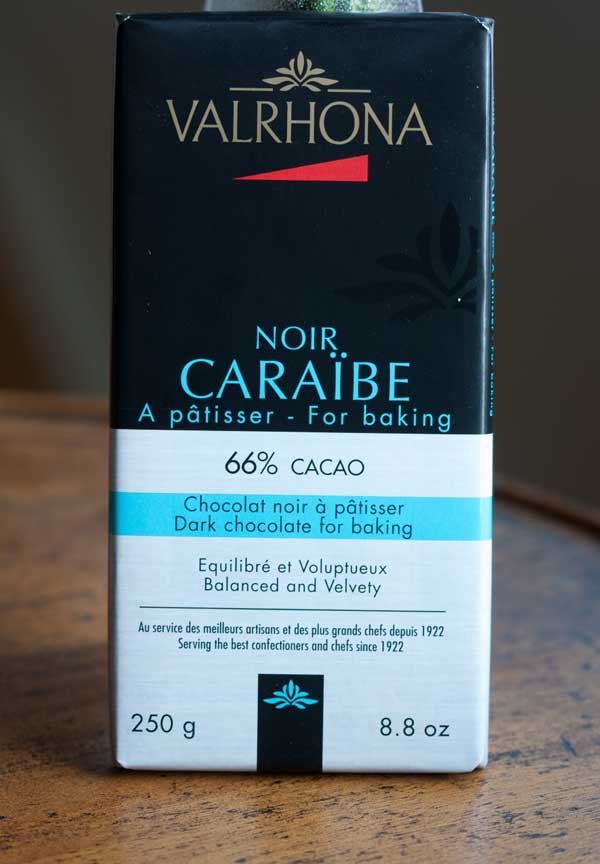 VALRHONA
NOIR
CARAÏBE
A pâtisser - For baking
66% CACAO
Chocolat noir à pâtisser
Dark chocolate for baking
Equilibré et Voluptueux
Balanced and Velvety
Au service des meilleurs artisans et des plus grands chefs depuis 1922
Serving the best confectioners and chefs since 1922
250 g
8.8 oz